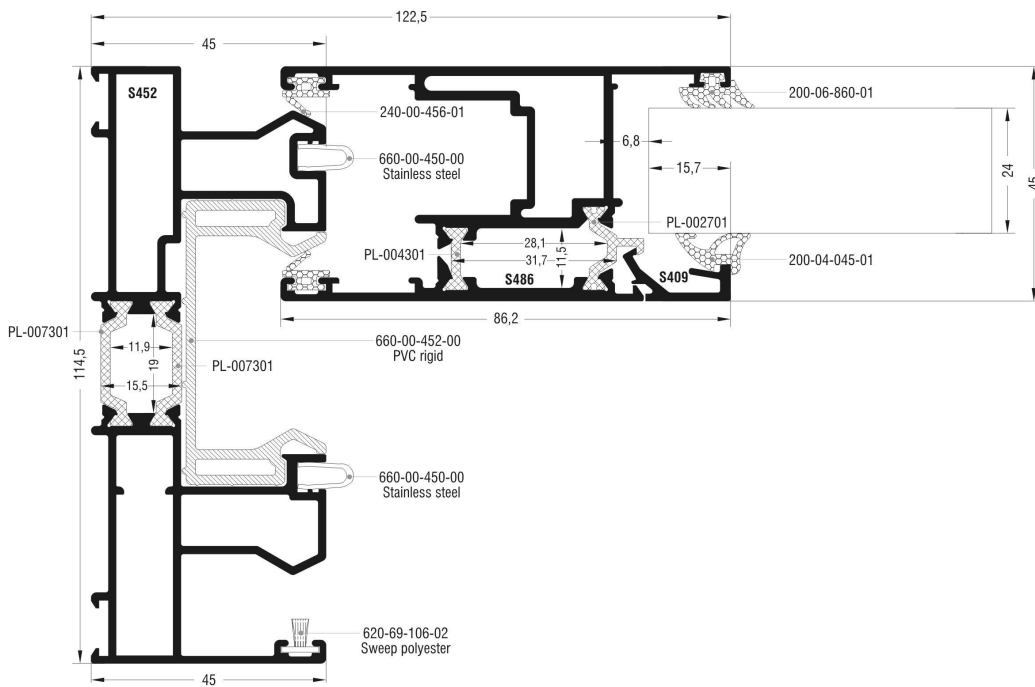 122,5
45
S452
200-06-860-01
240-00-456-01
6,8
660-00-450-00
Stainless steel
15,7
24
45
PL-002701
28,1
PL-004301
11,5
31,7
200-04-045-01
S486
S409
86,2
PL-007301
660-00-452-00
PVC rigid
11,9
19
PL-007301
114,5
15,5
660-00-450-00
Stainless steel
620-69-106-02
Sweep polyester
45